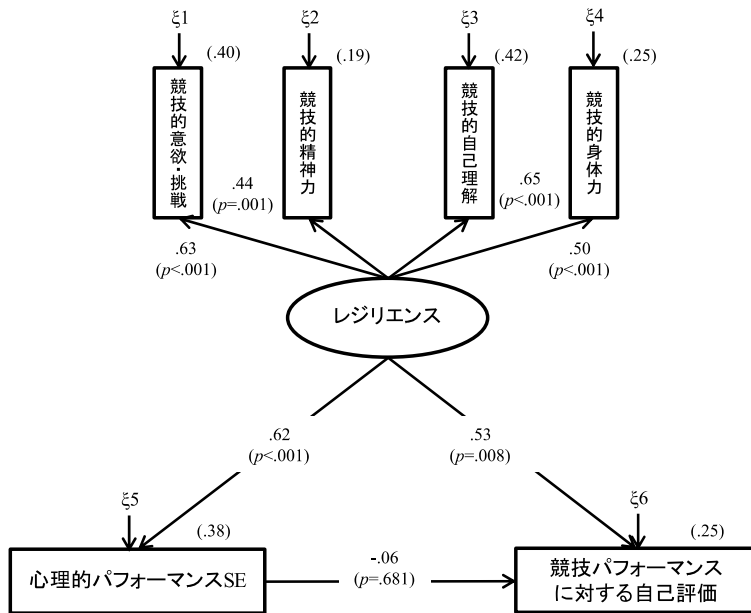 ξ1
ξ2
ξ3
ξ4
(.40)
(.19)
(.42)
(.25)
競技的意欲・挑戦
競技的精神力
競技的自己理解
競技的身体力
.44
(p=.001)
.65
(p<.001)
.63
(p<.001)
.50
(p<.001)
レジリエンス
.62
(p<.001)
.53
(p=.008)
ξ5
ξ6
(.38)
(.25)
心理的パフォーマンスSE
-.06
(p=.681)
競技パフォーマンス
に対する自己評価